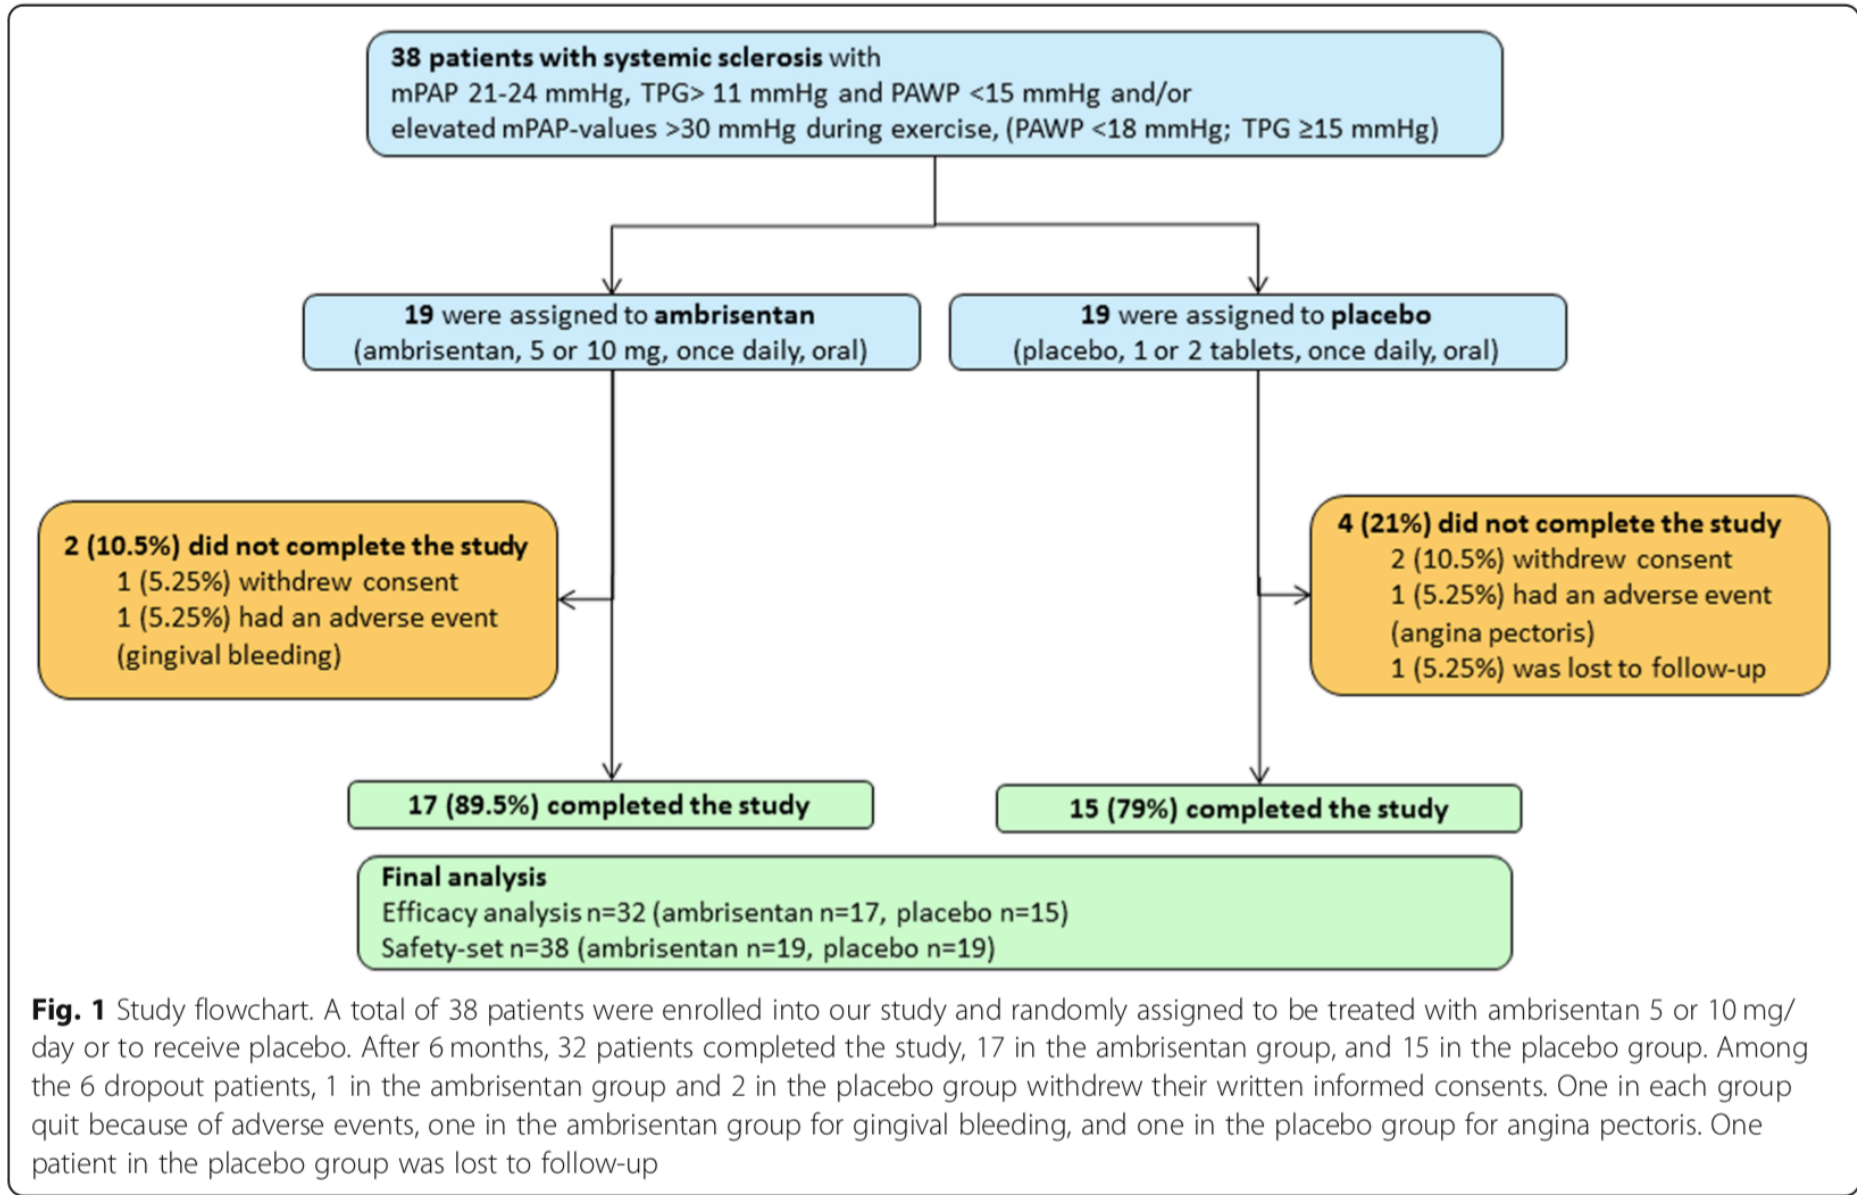 38 patients with systemic sclerosis with
mPAP 21-24 mmHg, TPG> 11 mmHg and PAWP <15 mmHg and/or
elevated mPAP-values >30 mmHg during exercise, (PAWP <18 mmHg; TPG ≥15 mmHg)
19 were assigned to ambrisentan
(ambrisentan, 5 or 10 mg, once daily, oral)
19 were assigned to placebo
(placebo, 1 or 2 tablets, once daily, oral)
2 (10.5%) did not complete the study
1 (5.25%) withdrew consent
1 (5.25%) had an adverse event
(gingival bleeding)
4 (21%) did not complete the study
2 (10.5%) withdrew consent
1 (5.25%) had an adverse event
(angina pectoris)
1 (5.25%) was lost to follow-up
17 (89.5%) completed the study
15 (79%) completed the study
Final analysis
Efficacy analysis n=32 (ambrisentan n=17, placebo n=15)
Safety-set n=38 (ambrisentan n=19, placebo n=19)
Fig. 1 Study flowchart. A total of 38 patients were enrolled into our study and randomly assigned to be treated with ambrisentan 5 or 10 mg/
day or to receive placebo. After 6 months, 32 patients completed the study, 17 in the ambrisentan group, and 15 in the placebo group. Among
the 6 dropout patients, 1 in the ambrisentan group and 2 in the placebo group withdrew their written informed consents. One in each group
quit because of adverse events, one in the ambrisentan group for gingival bleeding, and one in the placebo group for angina pectoris. One
patient in the placebo group was lost to follow-up